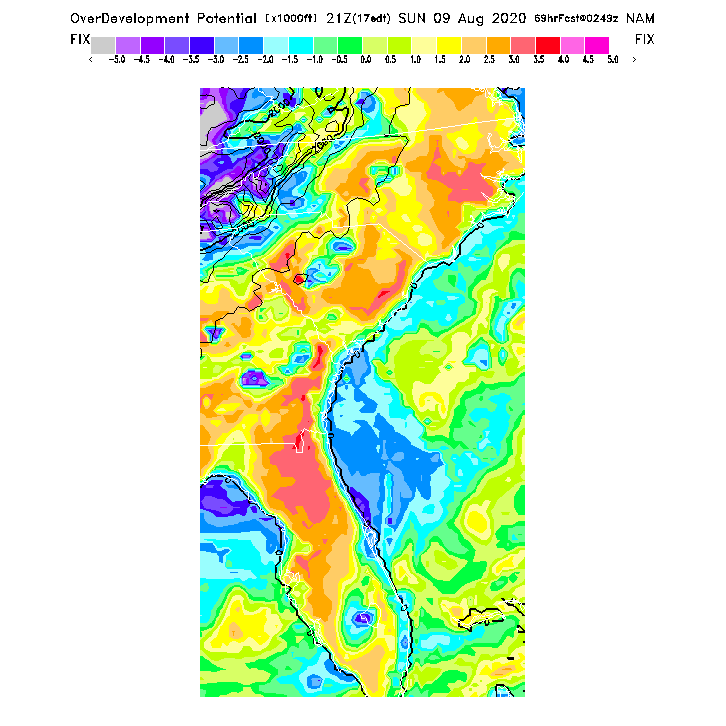 OverDevelopment Potential [x1000ft] 21Z(17edt) SUN 09 Aug 2020 69hrFcst@0249z NAM
FIX FIX
< -5.0 -4.5 -4.0 -3.5 -3.0 -2.5 -2.0 -1.5 -1.0 -0.5 0.0 0.5 1.0 1.5 2.0 2.5 3.0 3.5 4.0 4.5 5.0 >